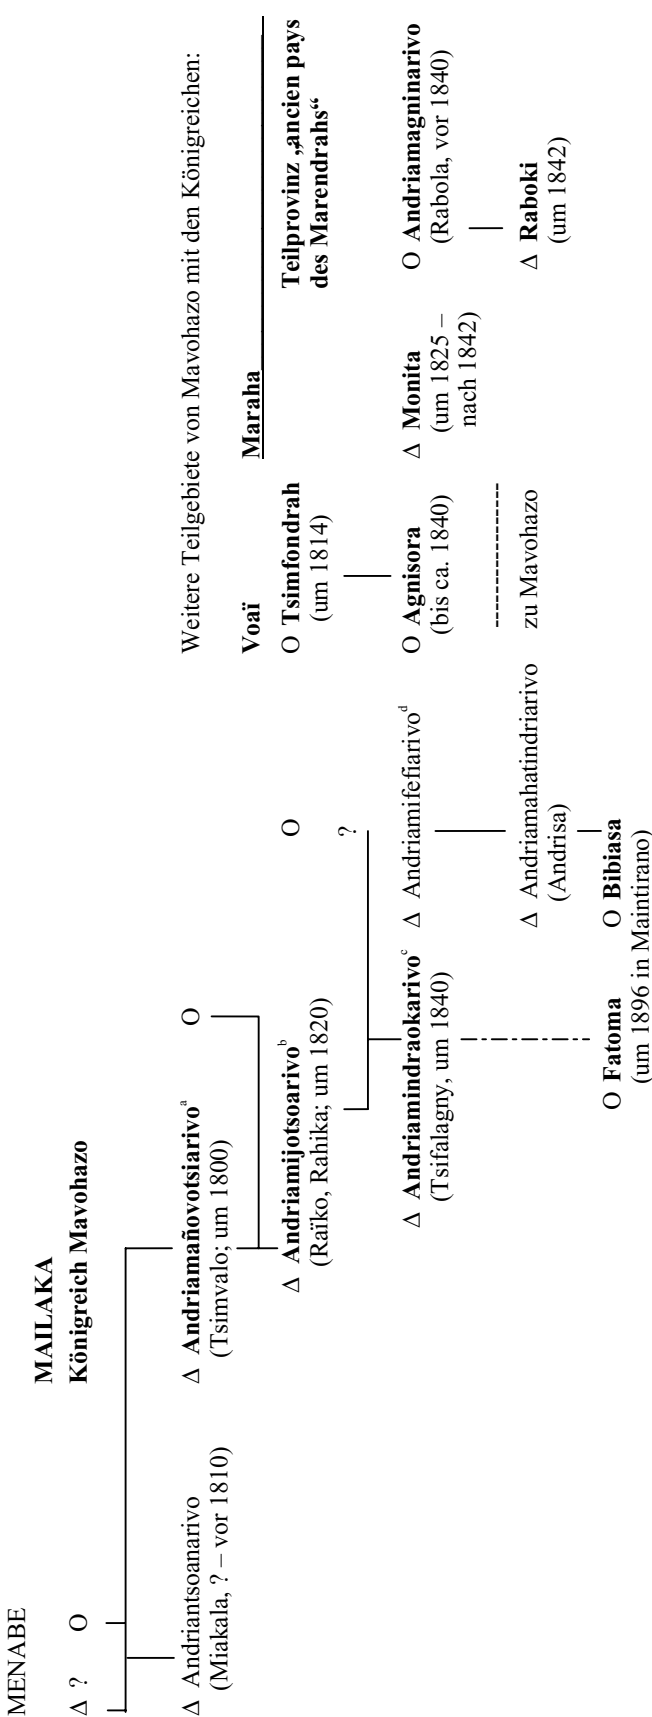 MENABE
MAILAKA
Königreich Mavohazo
Δ ? O
Weitere Teilgebiete von Mavohazo mit den Königreichen:
Δ Andriantsoanarivo
(Miakala, ? – vor 1810)
Δ Andriamañovotsiarivoᵃ
(Tsimvalo; um 1800)
O
Voaï
Maraha
Δ Andriamijotsoarivoᵇ
(Raïko, Rahika; um 1820)
O
?
O Tsimfondrah
(um 1814)
Teilprovinz „ancien pays
des Marendrahs“
Δ Andriamindraokarivoᶜ
(Tsifalagny, um 1840)
Δ Andriamifefiarivoᵈ
O Agnisora
(bis ca. 1840)
Δ Monita
(um 1825 –
nach 1842)
O Andriamagninarivo
(Rabola, vor 1840)
Δ Andriamahatindriarivo
(Andrisa)
zu Mavohazo
Δ Raboki
(um 1842)
O Fatoma O Bibiasa
(um 1896 in Maintirano)